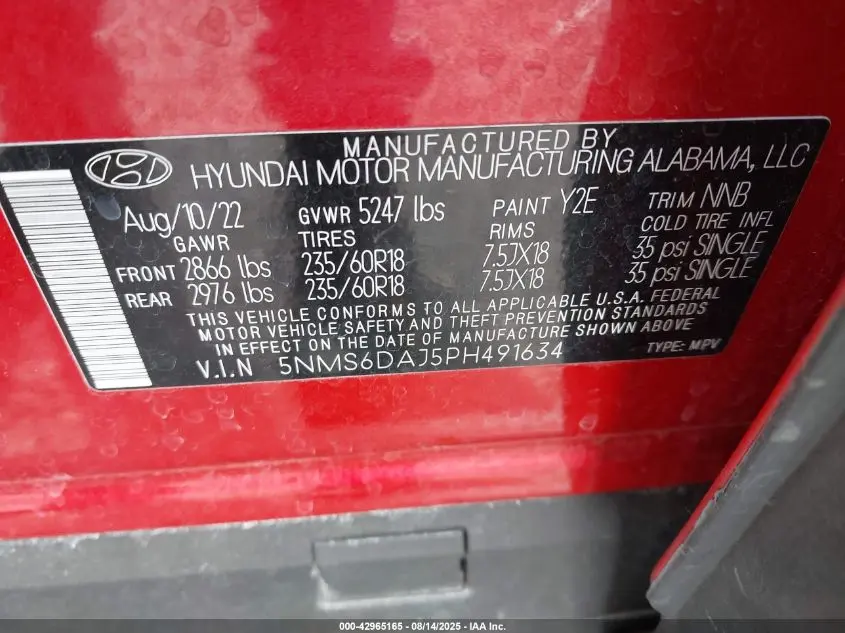 MANUFACTURED BY
HYUNDAI MOTOR MANUFACTURING ALABAMA, LLC
Aug/10/22 GVWR 5247 lbs PAINT Y2E TRIM NNB
GAWR TIRES RIMS COLD TIRE INFL
FRONT 2866 lbs 235/60R18 7.5JX18 35 psi SINGLE
REAR 2976 lbs 235/60R18 7.5JX18 35 psi SINGLE
THIS VEHICLE CONFORMS TO ALL APPLICABLE U.S.A. FEDERAL
MOTOR VEHICLE SAFETY AND THEFT PREVENTION STANDARDS
IN EFFECT ON THE DATE OF MANUFACTURE SHOWN ABOVE
V.I.N 5NMS6DAJ5PH491634 TYPE: MPV
000-42965165 - 08/14/2025 - IAA Inc.